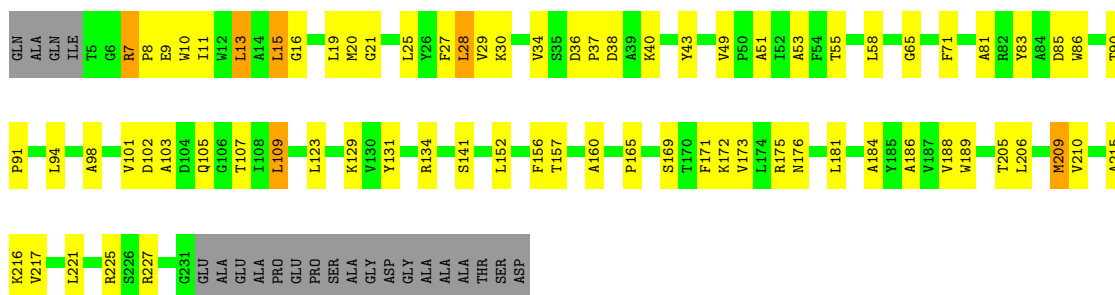 GLN ALA GLN ILE T5 G6 R7 P8 E9 W10 I11 W12 L13 A14 L15 G16 L19 M20 G21 L25 Y26 F27 L28 V29 K30 V34 S35 D36 P37 D38 A39 K40 Y43 V49 P50 A51 I52 A53 F54 T55 L58 G65 F71 A81 R82 Y83 A84 D85 W86
P91 L94 A98 V101 D102 A103 D104 Q105 G106 T107 I108 L109 L123 K129 V130 Y131 R134 S141 L152 F156 T157 A160 P165 S169 T170 F171 K172 V173 L174 R175 N176 L181 A184 Y185 A186 V187 V188 W189 T205 L206 M209 V210
K216 V217 L221 R225 S226 R227 G231 GLU ALA GLU ALA PRO GLU PRO SER ALA GLY ASP GLY ALA ALA ALA THR SER ASP